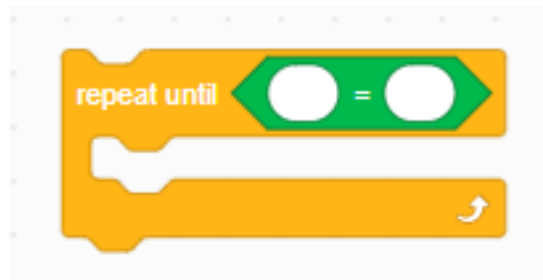 repeat until =